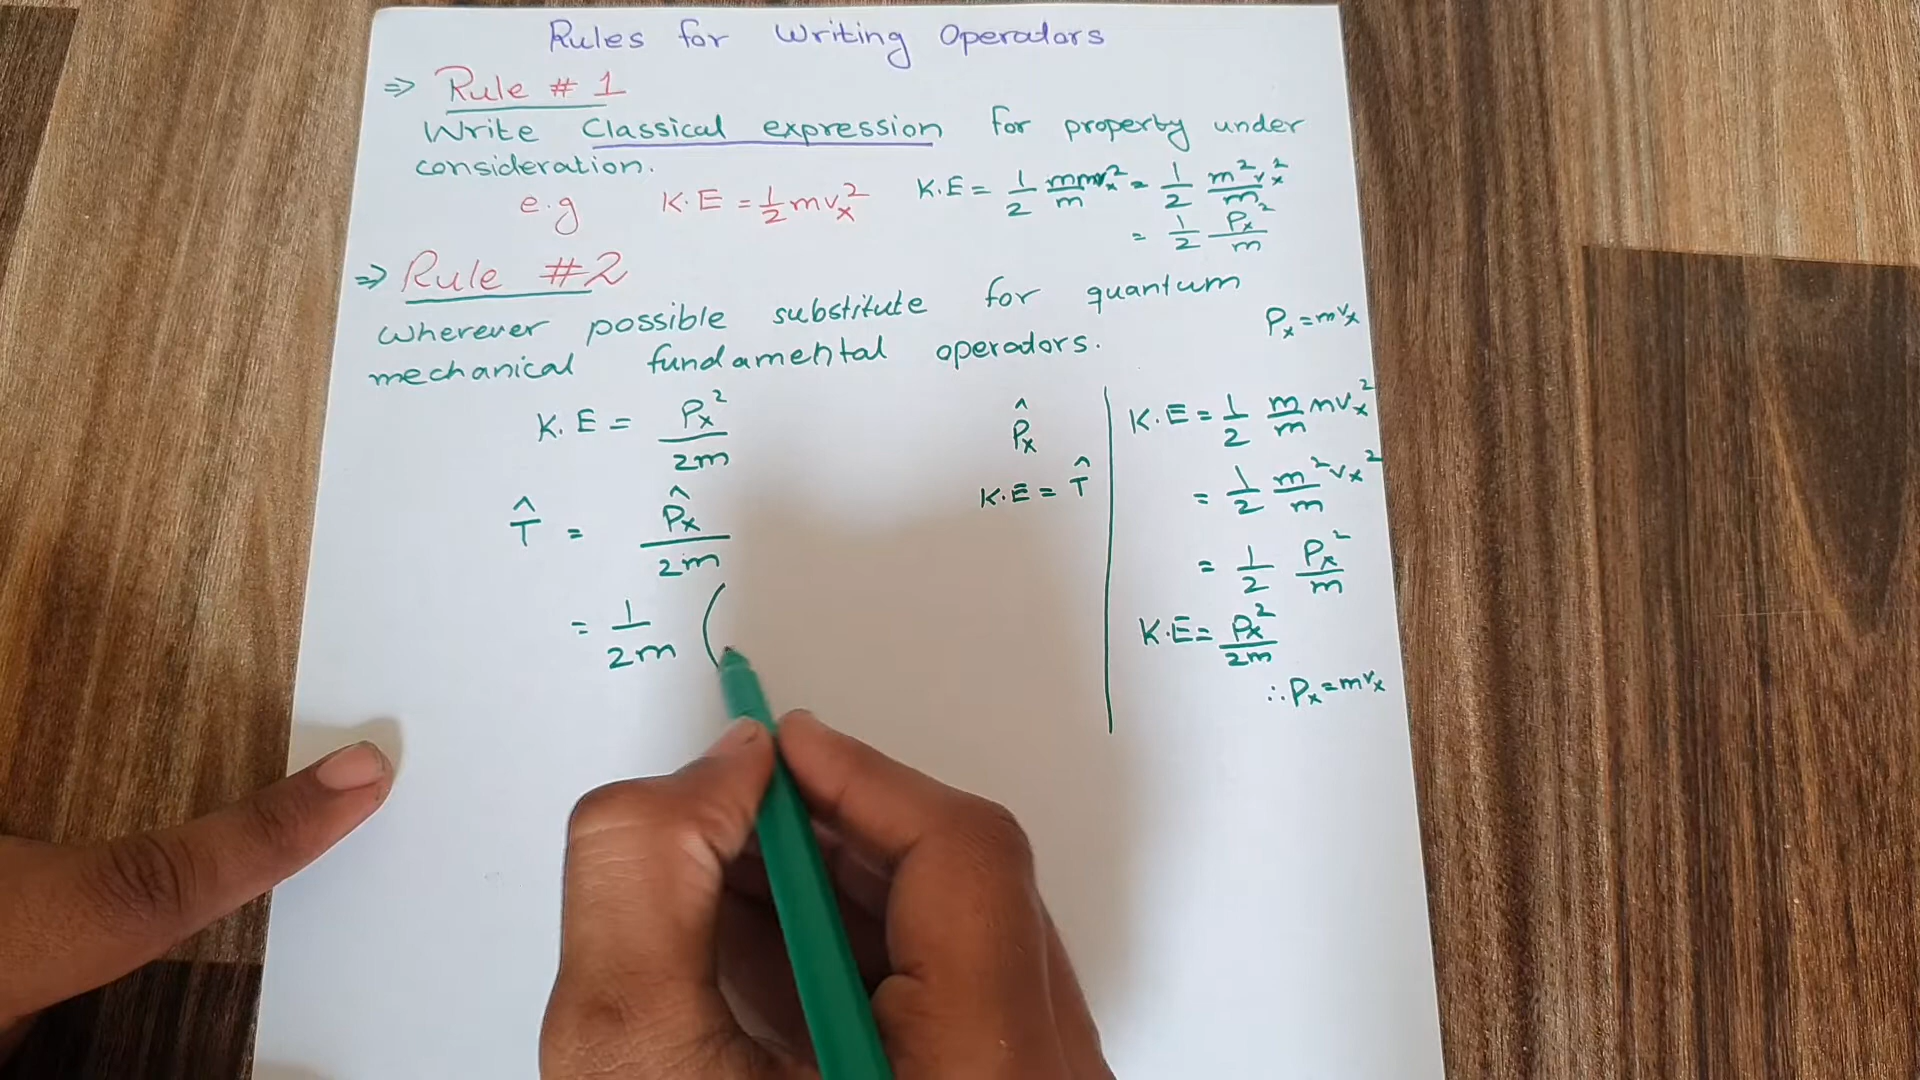 Rules for Writing Operators
⇒ Rule # 1
Write Classical expression for property under
consideration.
e.g K.E = 1/2 mvₓ²
K.E = 1/2 mmvₓ²/m = 1/2 m²vₓ²/m
= 1/2 Pₓ²/m
⇒ Rule #2
Wherever possible substitute for quantum
mechanical fundamental operators.
Pₓ = mvₓ
K.E = Pₓ²/2m
T̂ = P̂ₓ/2m
= 1/2m (
P̂ₓ
K.E = T̂
K.E = 1/2 m/m mvₓ²
= 1/2 m²vₓ²/m
= 1/2 Pₓ²/m
K.E = Pₓ²/2m
∴ Pₓ = mvₓ